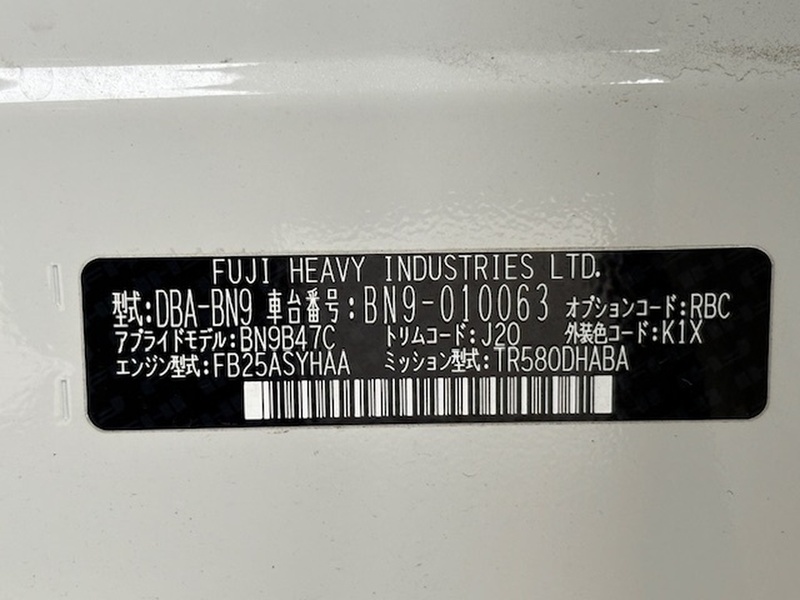 FUJI HEAVY INDUSTRIES LTD.
型式:DBA-BN9 車台番号:BN9-010063 オプションコード:RBC
アプライドモデル:BN9B47C トリムコード:J20 外装色コード:K1X
エンジン型式:FB25ASYHAA ミッション型式:TR580DHABA